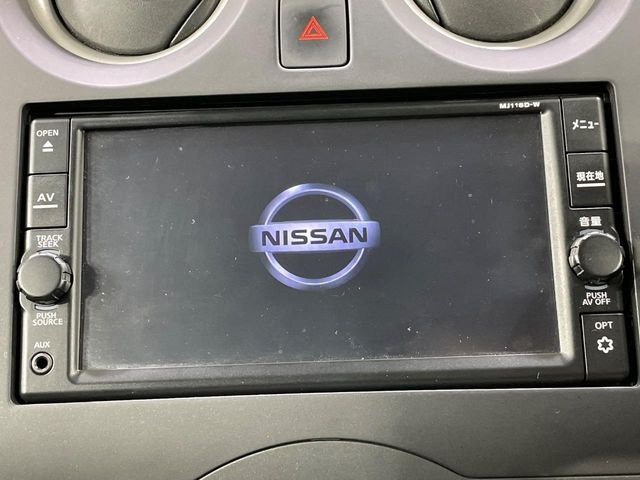 MJ118D-W
OPEN
AV
TRACK
SEEK
PUSH
SOURCE
AUX
NISSAN
メニュー
現在地
音量
PUSH
AV OFF
OPT